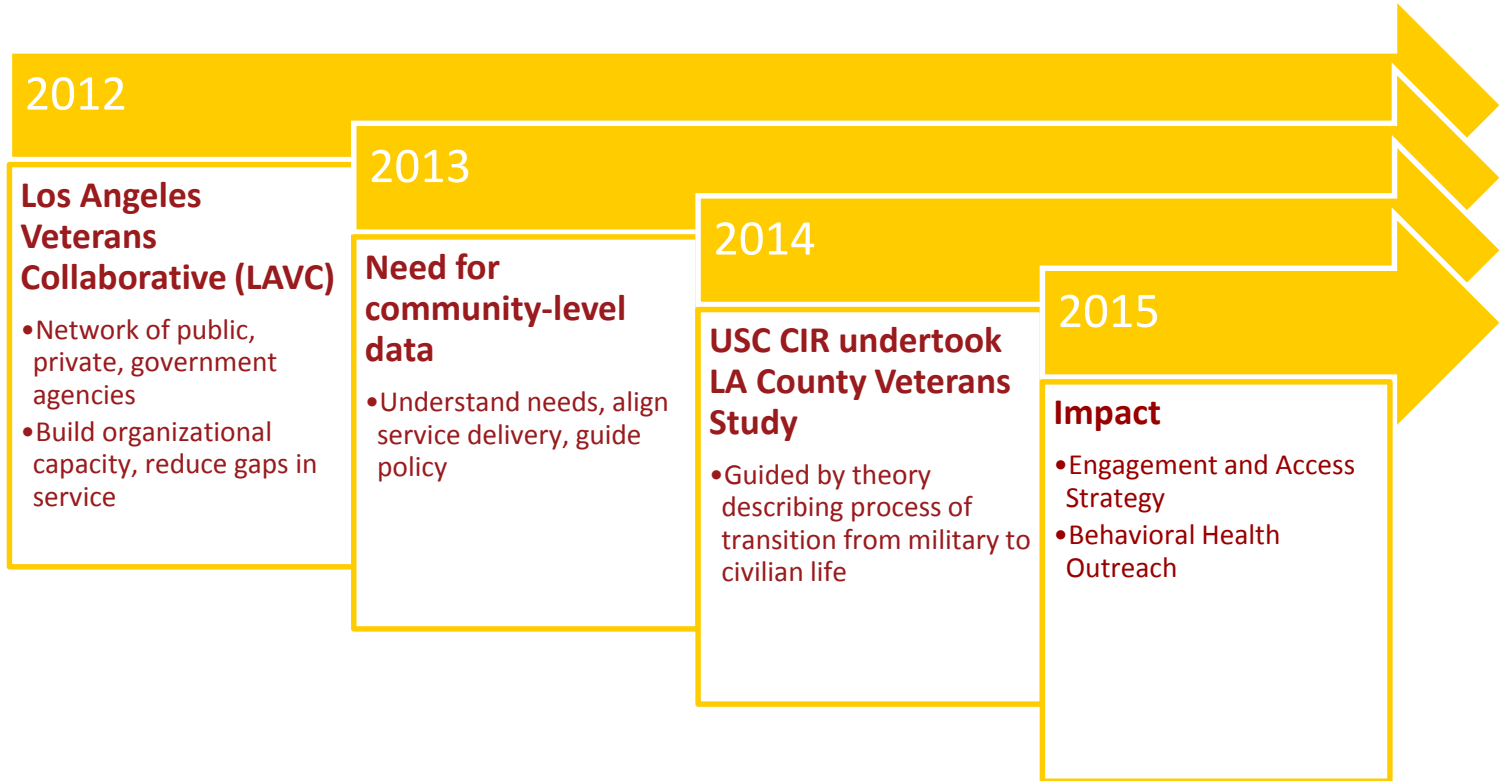 2012
Los Angeles
Veterans
Collaborative (LAVC)
•Network of public,
private, government
agencies
•Build organizational
capacity, reduce gaps in
service
2013
Need for
community-level
data
•Understand needs, align
service delivery, guide
policy
2014
USC CIR undertook
LA County Veterans
Study
•Guided by theory
describing process of
transition from military to
civilian life
2015
Impact
•Engagement and Access
Strategy
•Behavioral Health
Outreach